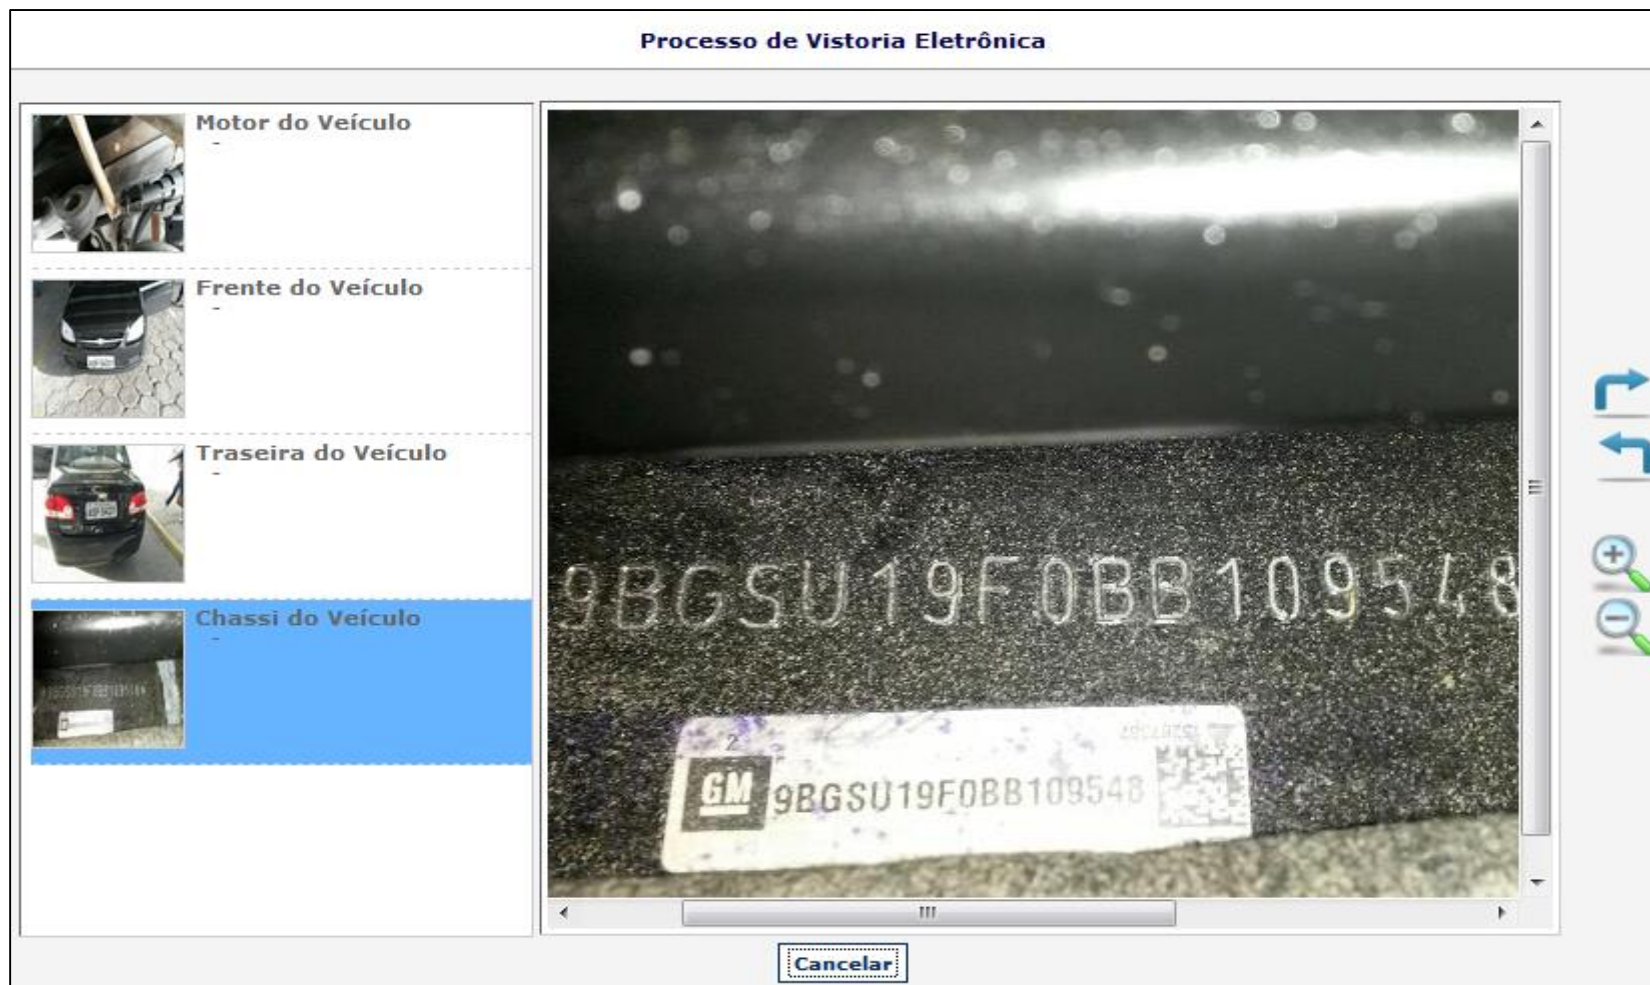 Processo de Vistoria Eletrônica
Motor do Veículo
-
Frente do Veículo
-
Traseira do Veículo
-
Chassi do Veículo
-
9BGSU19F0BB109548
2
GM 9BGSU19F0BB109548
Cancelar